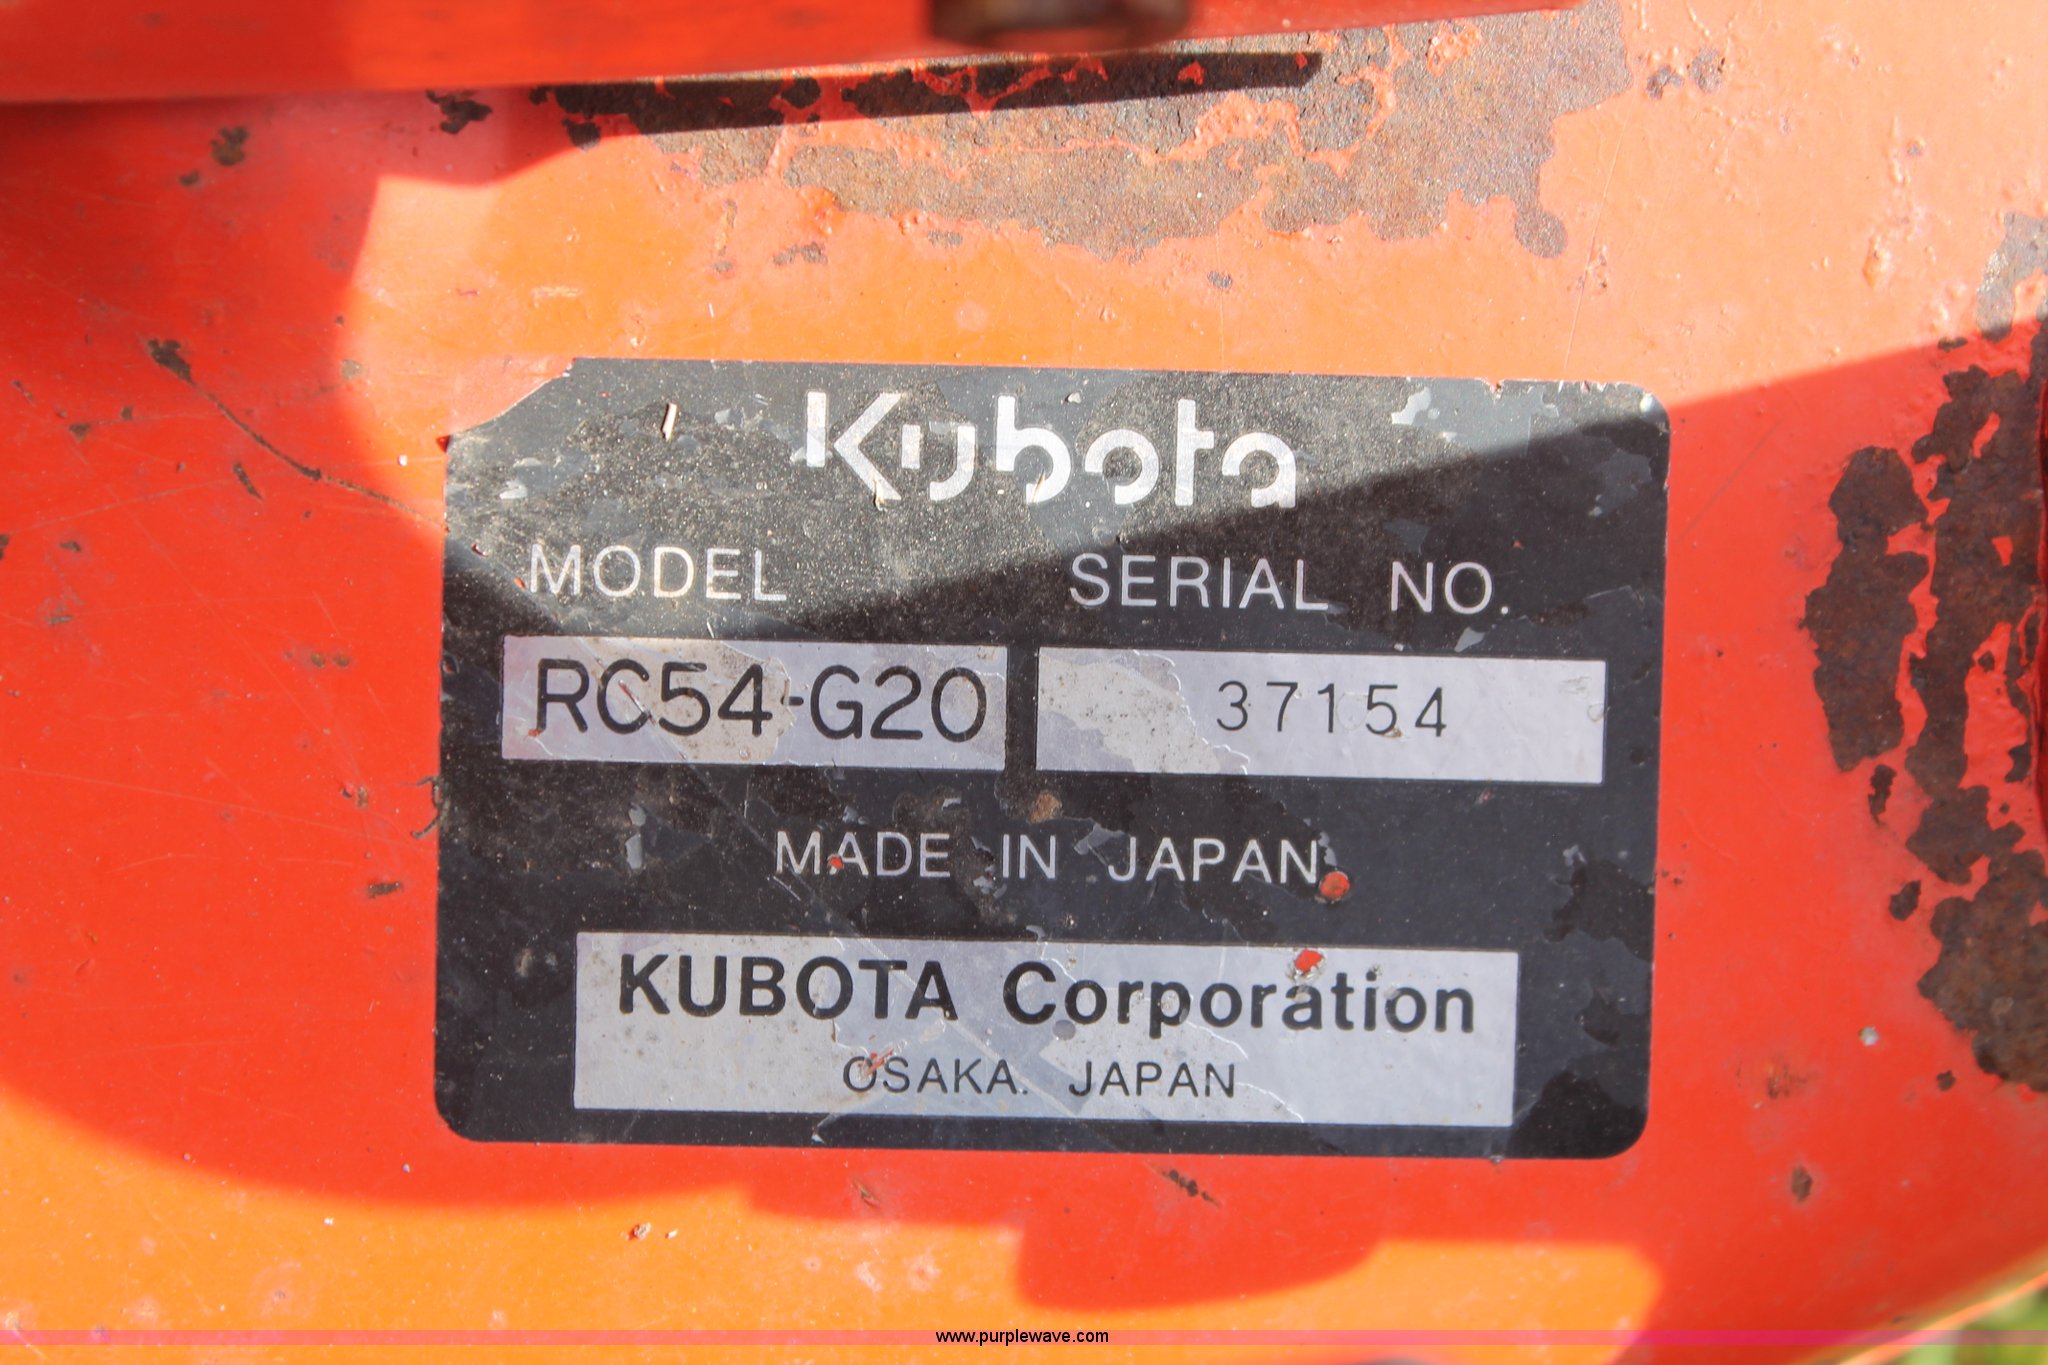 Kubota
MODEL SERIAL NO.
RC54-G20 37154
MADE IN JAPAN
KUBOTA Corporation
OSAKA. JAPAN
www.purplewave.com